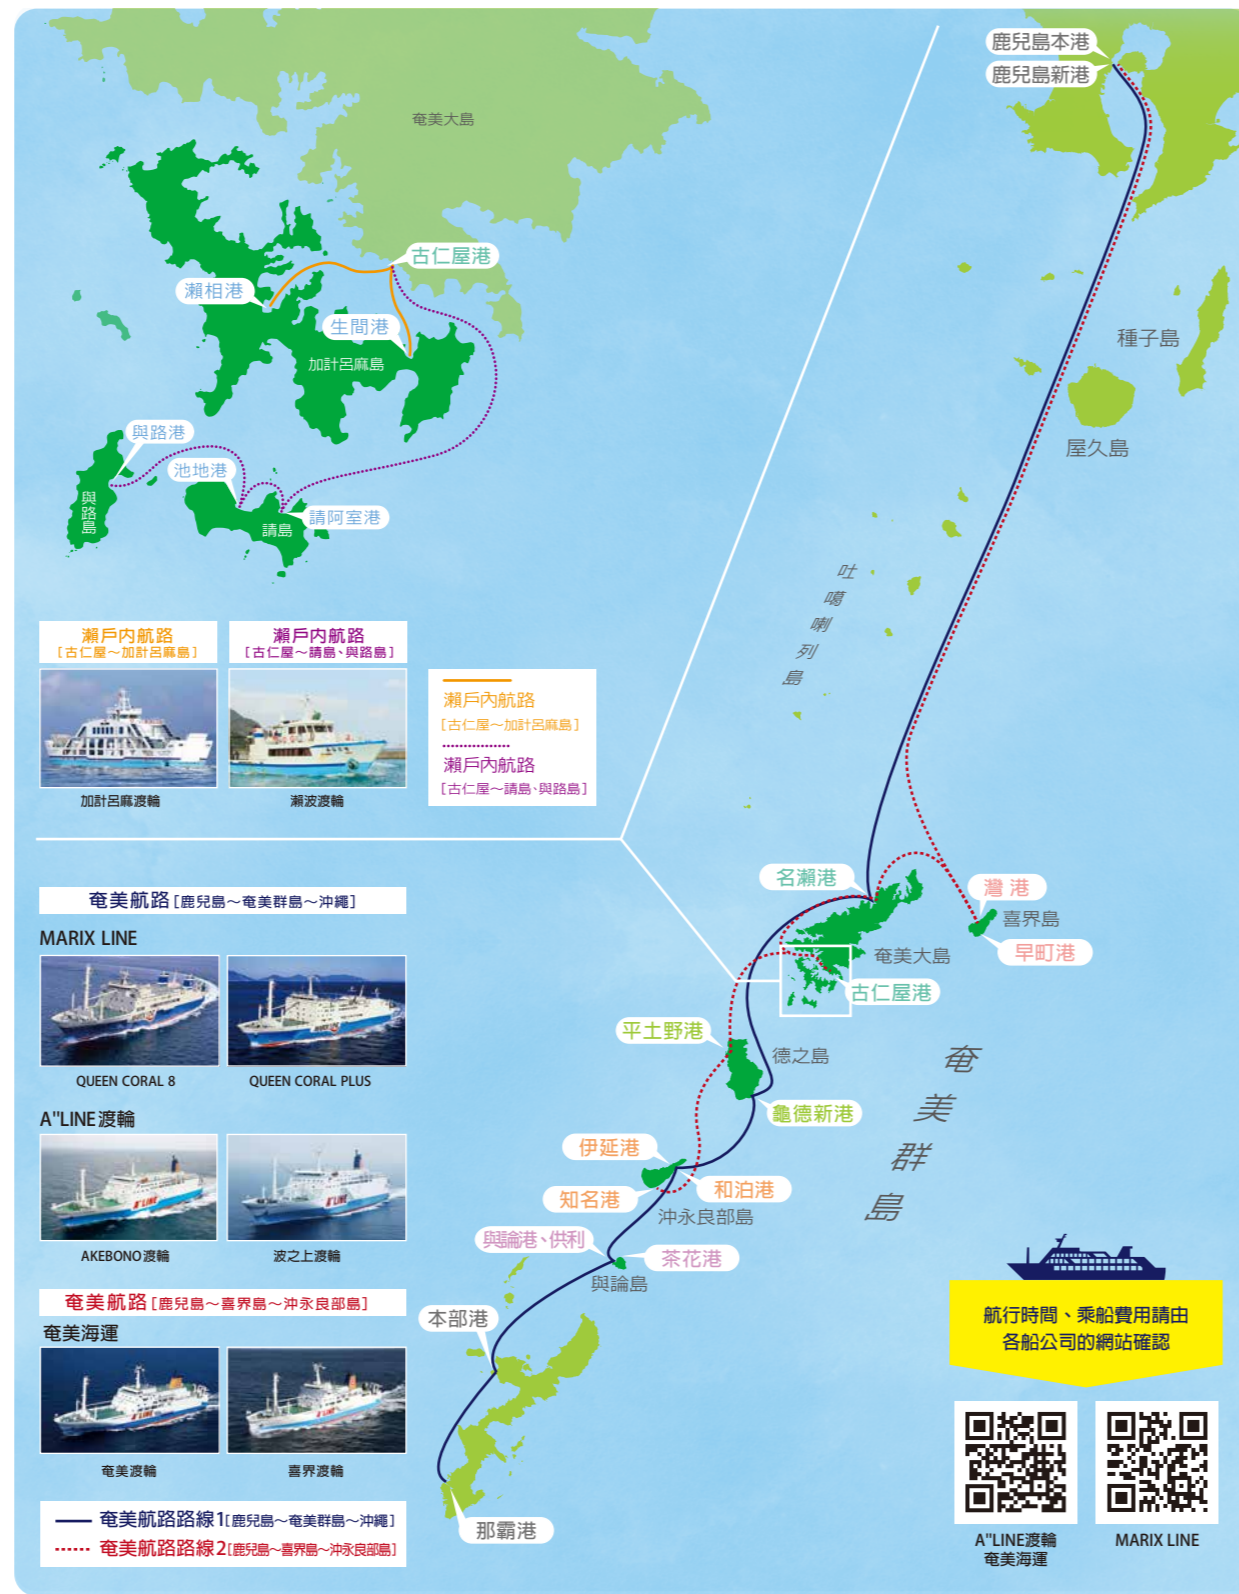 鹿兒島本港
鹿兒島新港
奄美大島
古仁屋港
瀨相港
生間港
加計呂麻島
與路港
池地港
與路島
請島
請阿室港
種子島
屋久島
吐噶喇列島
瀨戶內航路
[古仁屋～加計呂麻島]
瀨戶內航路
[古仁屋～請島、與路島]
加計呂麻渡輪
瀨波渡輪
瀨戶內航路
[古仁屋～加計呂麻島]
瀨戶內航路
[古仁屋～請島、與路島]
名瀨港
灣港
喜界島
早町港
奄美大島
古仁屋港
平土野港
德之島
龜德新港
奄美群島
伊延港
知名港
和泊港
沖永良部島
與論港、供利
茶花港
與論島
本部港
那霸港
奄美航路[鹿兒島～奄美群島～沖繩]
MARIX LINE
QUEEN CORAL 8
QUEEN CORAL PLUS
A"LINE渡輪
AKEBONO渡輪
波之上渡輪
奄美航路[鹿兒島～喜界島～沖永良部島]
奄美海運
奄美渡輪
喜界渡輪
奄美航路路線1[鹿兒島～奄美群島～沖繩]
奄美航路路線2[鹿兒島～喜界島～沖永良部島]
航行時間、乘船費用請由
各船公司的網站確認
A"LINE渡輪
奄美海運
MARIX LINE